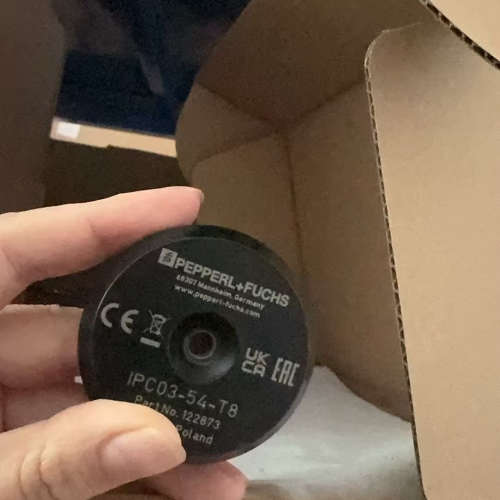 PEPPERL+FUCHS
68307 Mannheim, Germany
www.pepperl-fuchs.com
CE
UK
CA
EAC
IPC03-54-T8
Part No. 122873
Poland